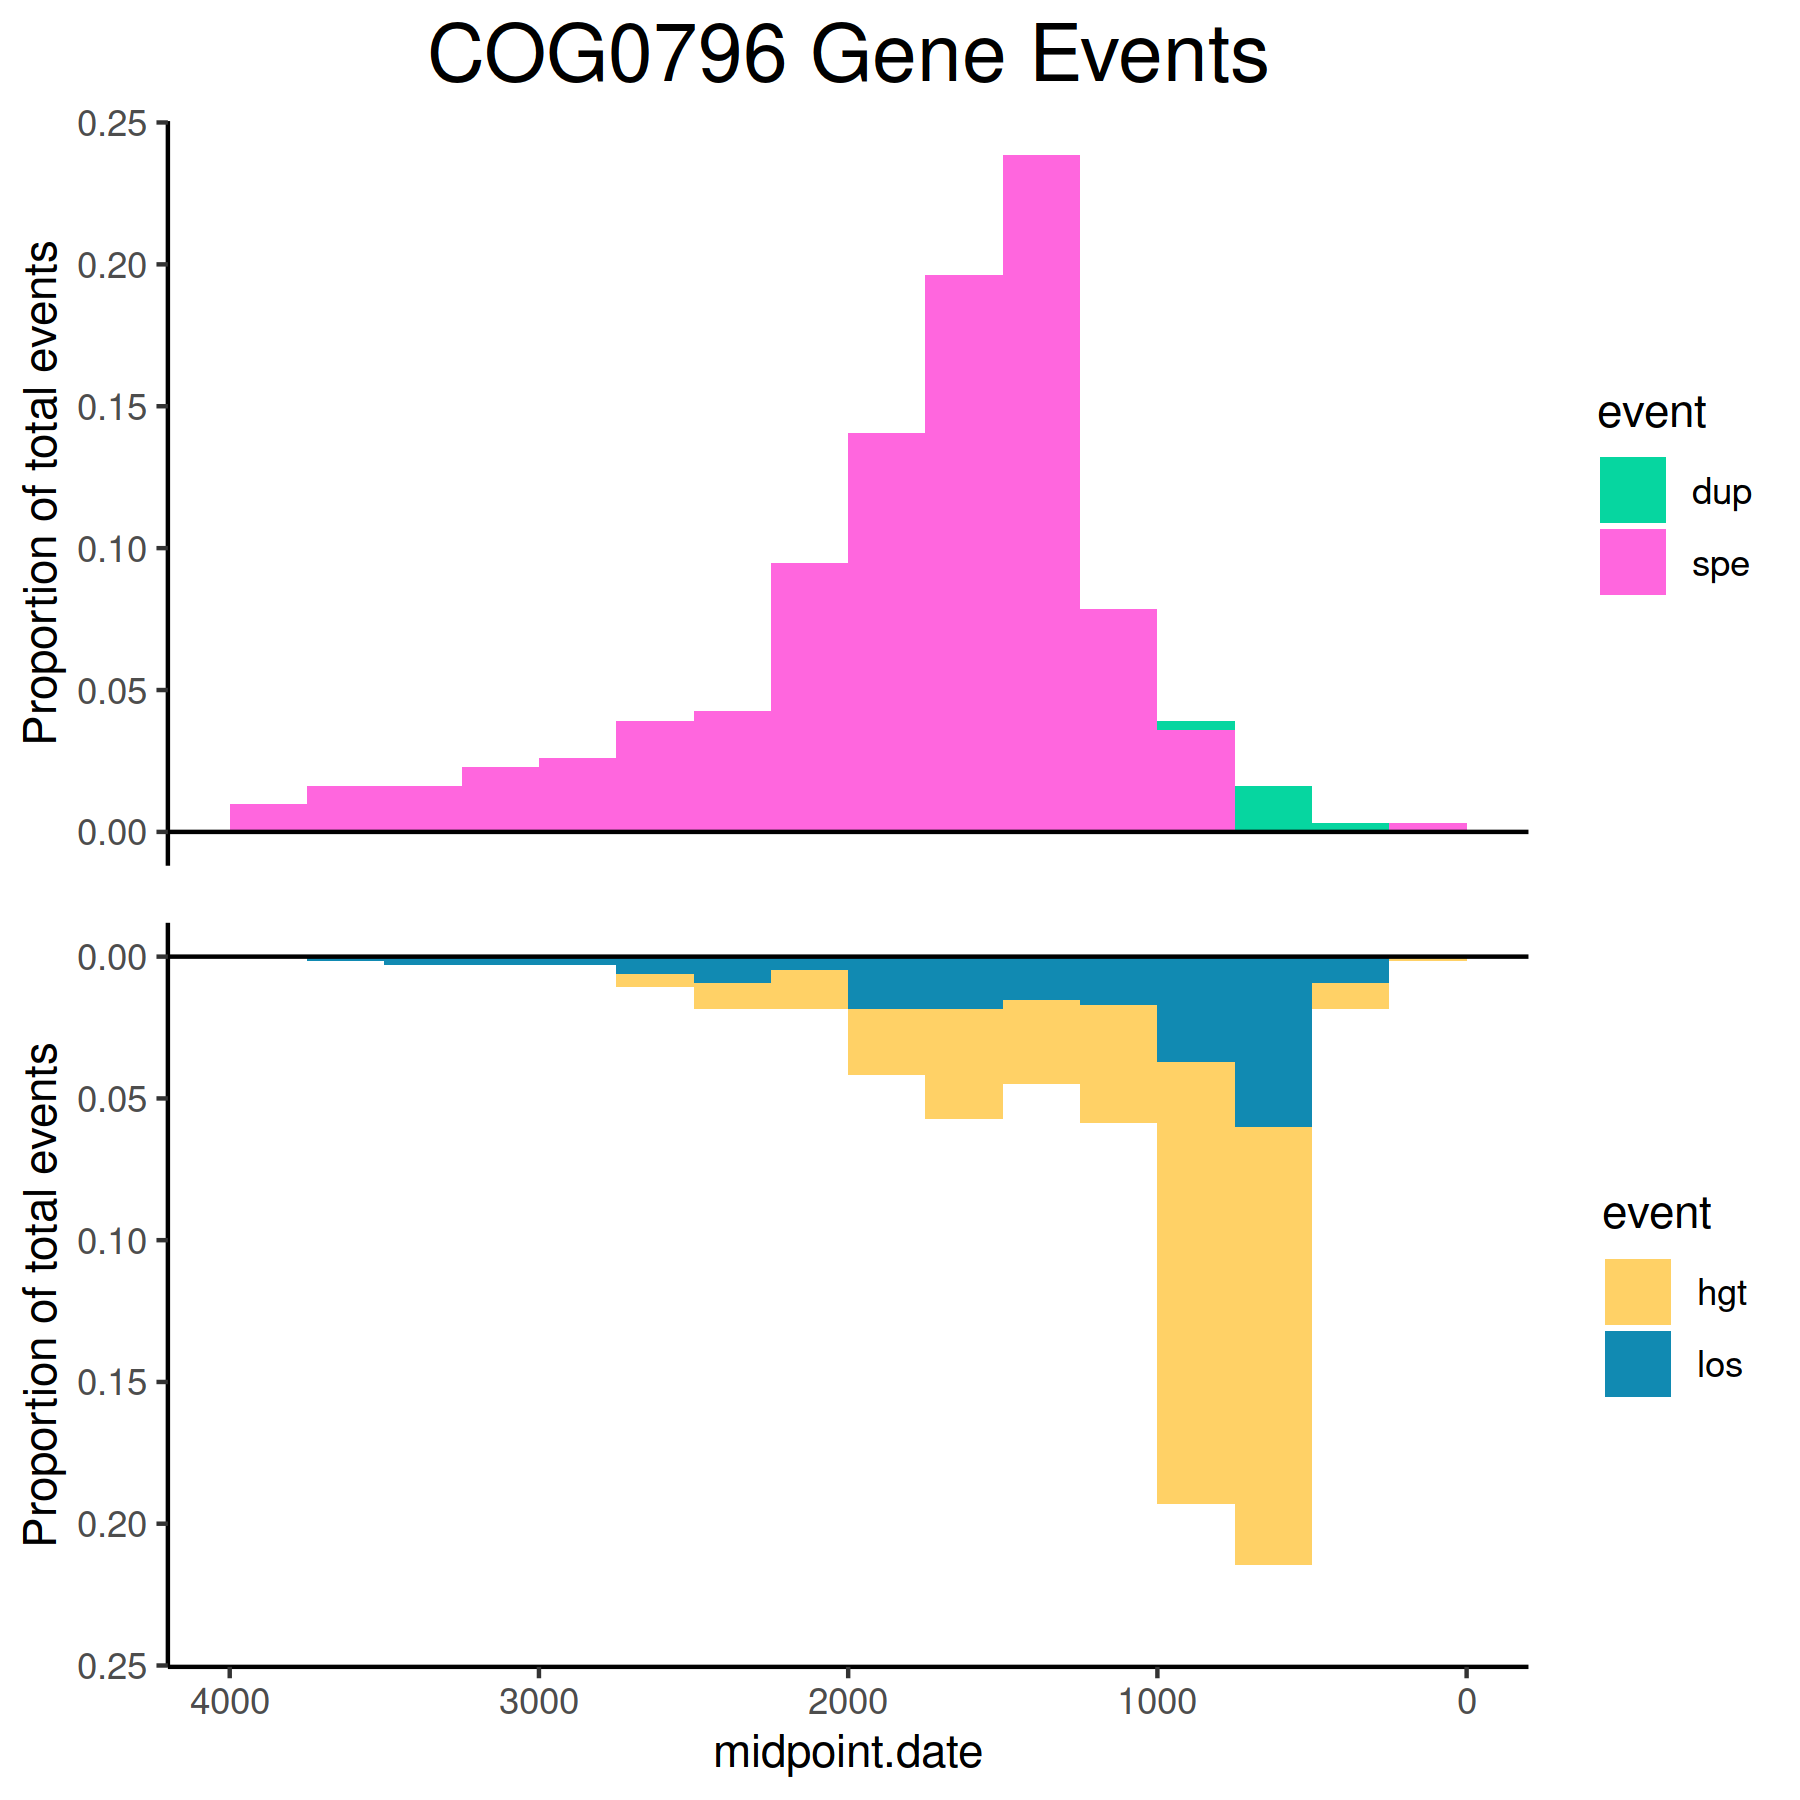 COG0796 Gene Events
Proportion of total events
0.25
0.20
0.15
0.10
0.05
0.00
event
dup
spe
Proportion of total events
0.00
0.05
0.10
0.15
0.20
0.25
event
hgt
los
4000 3000 2000 1000 0
midpoint.date